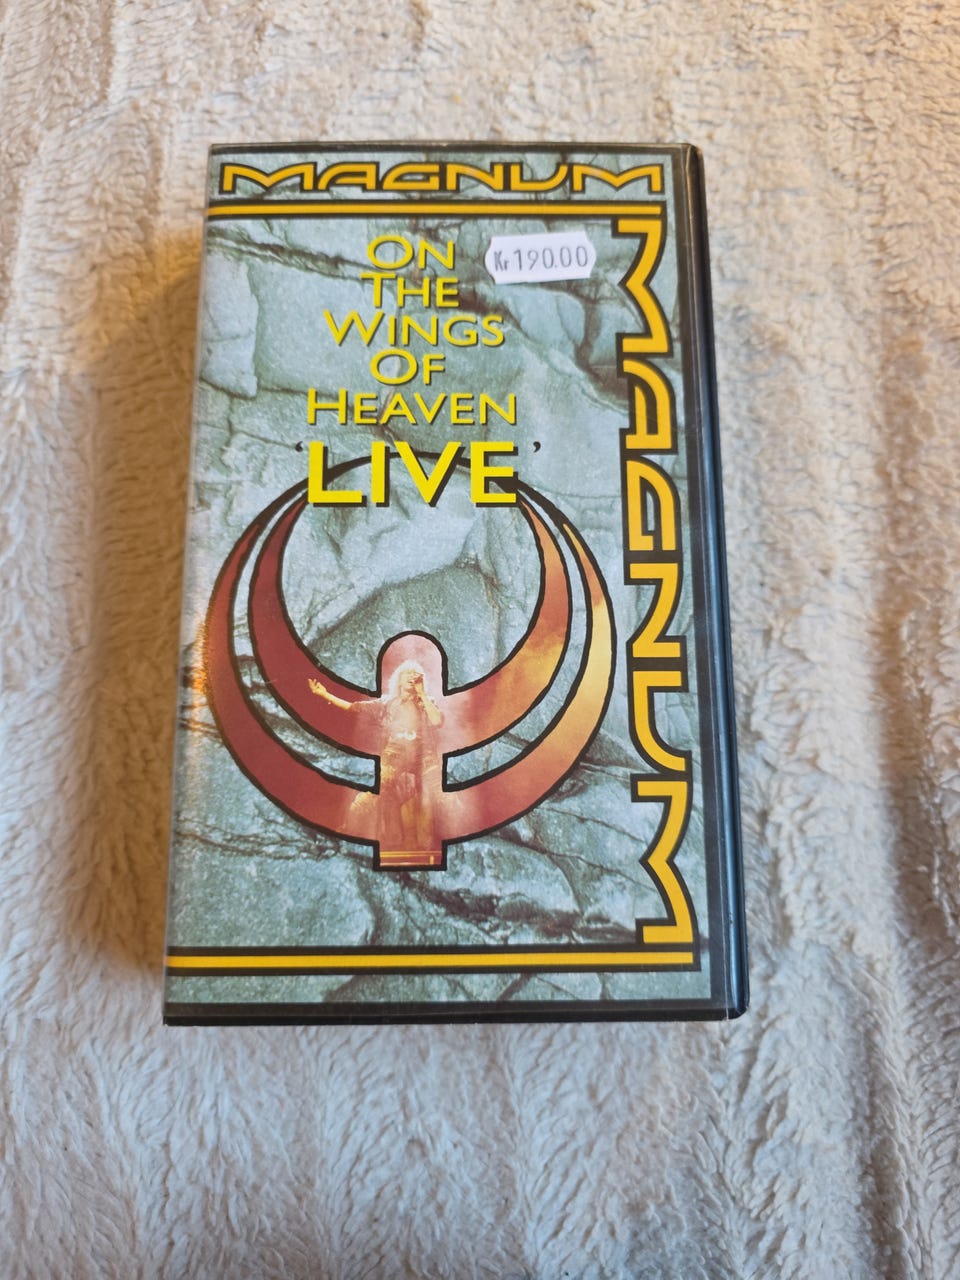 MAGNUM
ON
THE
WINGS
OF
HEAVEN
'LIVE'
Kr 190.00
MAGNUM